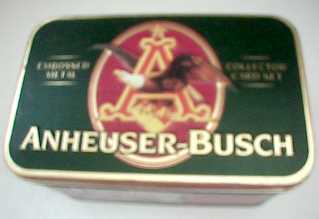 EMBOSSED
METAL
A
COLLECTOR
CARD SET
ANHEUSER-BUSCH